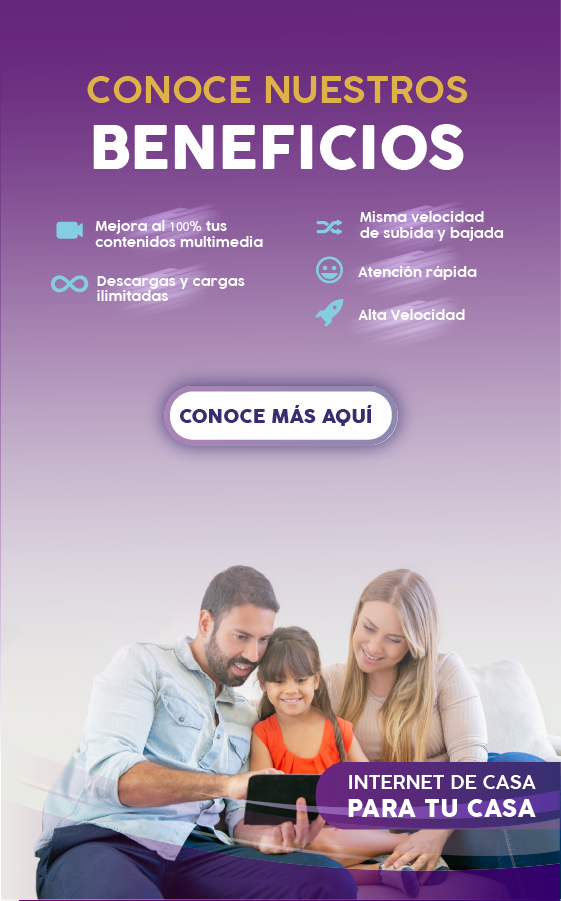 CONOCE NUESTROS
BENEFICIOS
Mejora al 100% tus
contenidos multimedia
Descargas y cargas
ilimitadas
Misma velocidad
de subida y bajada
Atención rápida
Alta Velocidad
CONOCE MÁS AQUÍ
INTERNET DE CASA
PARA TU CASA